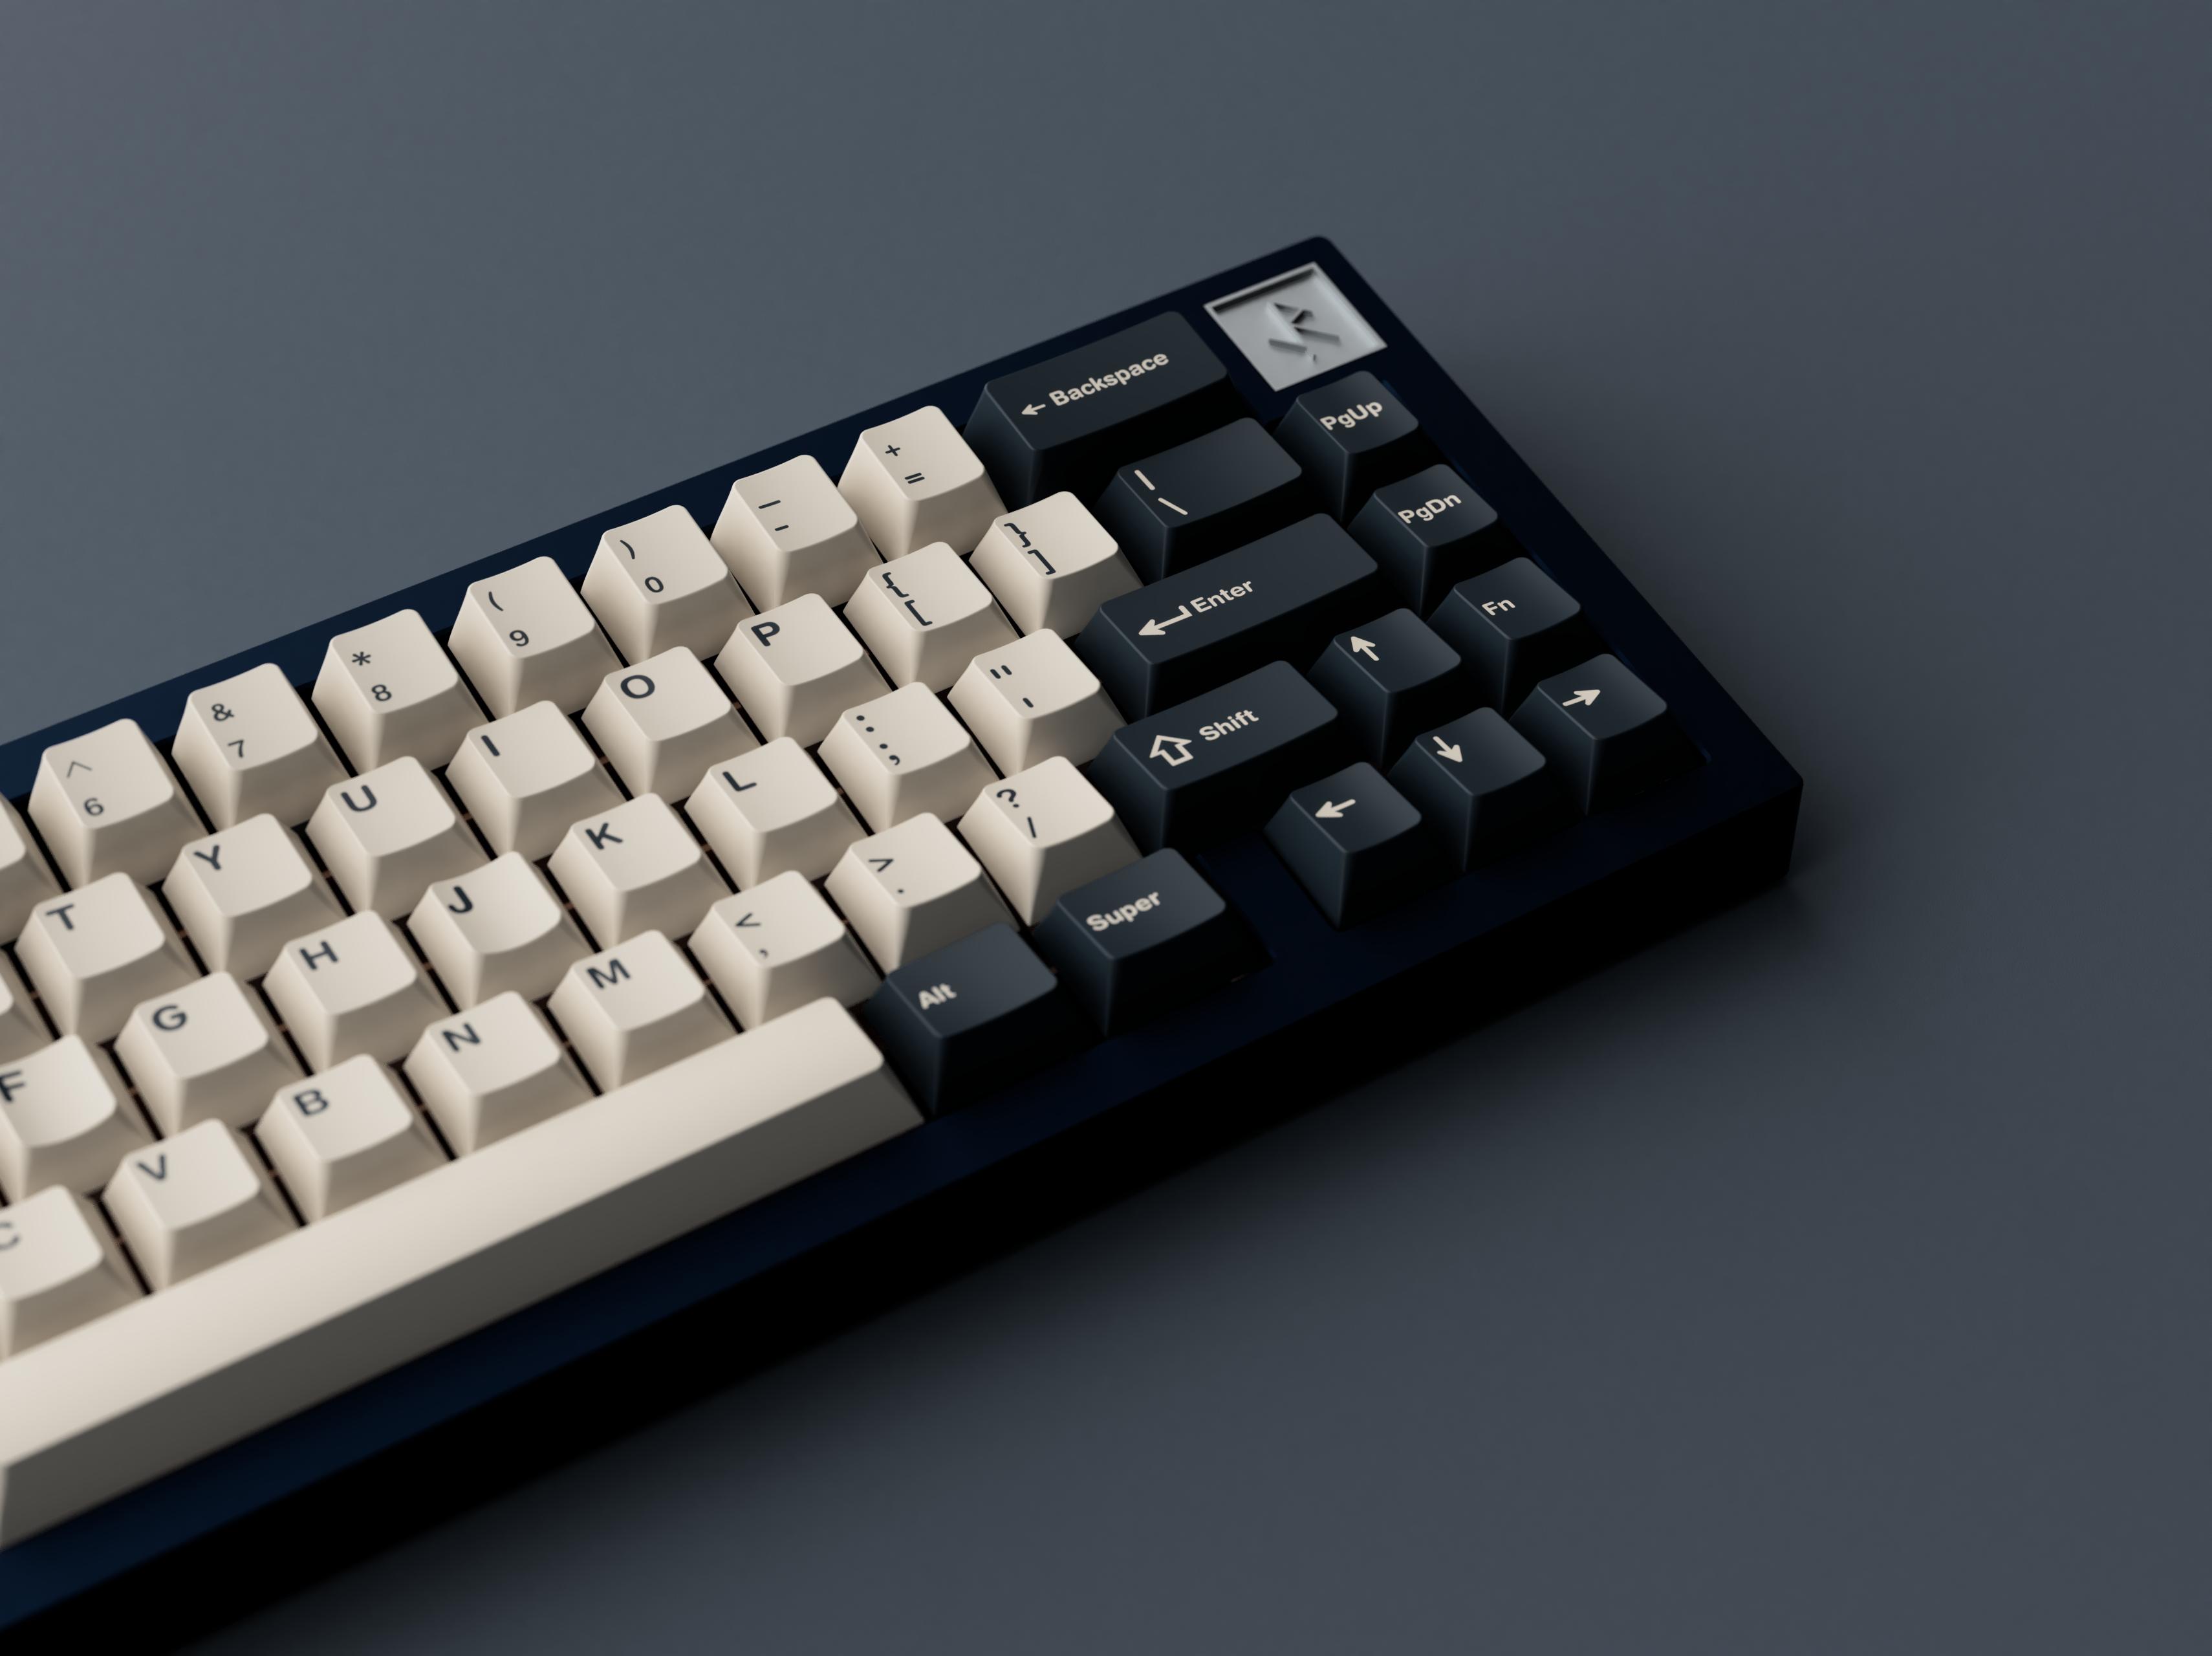 ^ 6 & 7 * 8 ( 9 ) 0 _ - + = ← Backspace
T Y U I O P { [ } ] | \ PgUp
F G H J K L : ; " ' ↵ Enter PgDn
C V B N M < , > . ? / ⇧ Shift ↑ Fn
Alt Super ← ↓ →